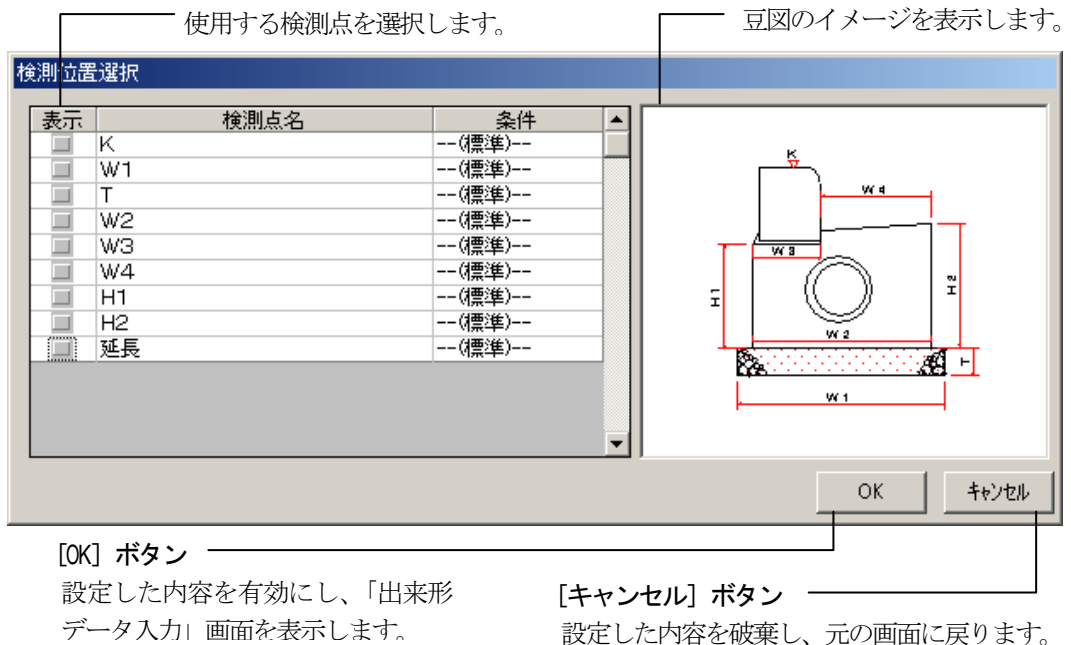 使用する検測点を選択します。
豆図のイメージを表示します。
検測位置選択
表示 検測点名 条件
K --(標準)--
W1 --(標準)--
T --(標準)--
W2 --(標準)--
W3 --(標準)--
W4 --(標準)--
H1 --(標準)--
H2 --(標準)--
延長 --(標準)--
K
W4
W3
H1
H2
W2
T
W1
OK
キャンセル
[OK] ボタン
設定した内容を有効にし、「出来形
データ入力」画面を表示します。
[キャンセル] ボタン
設定した内容を破棄し、元の画面に戻ります。